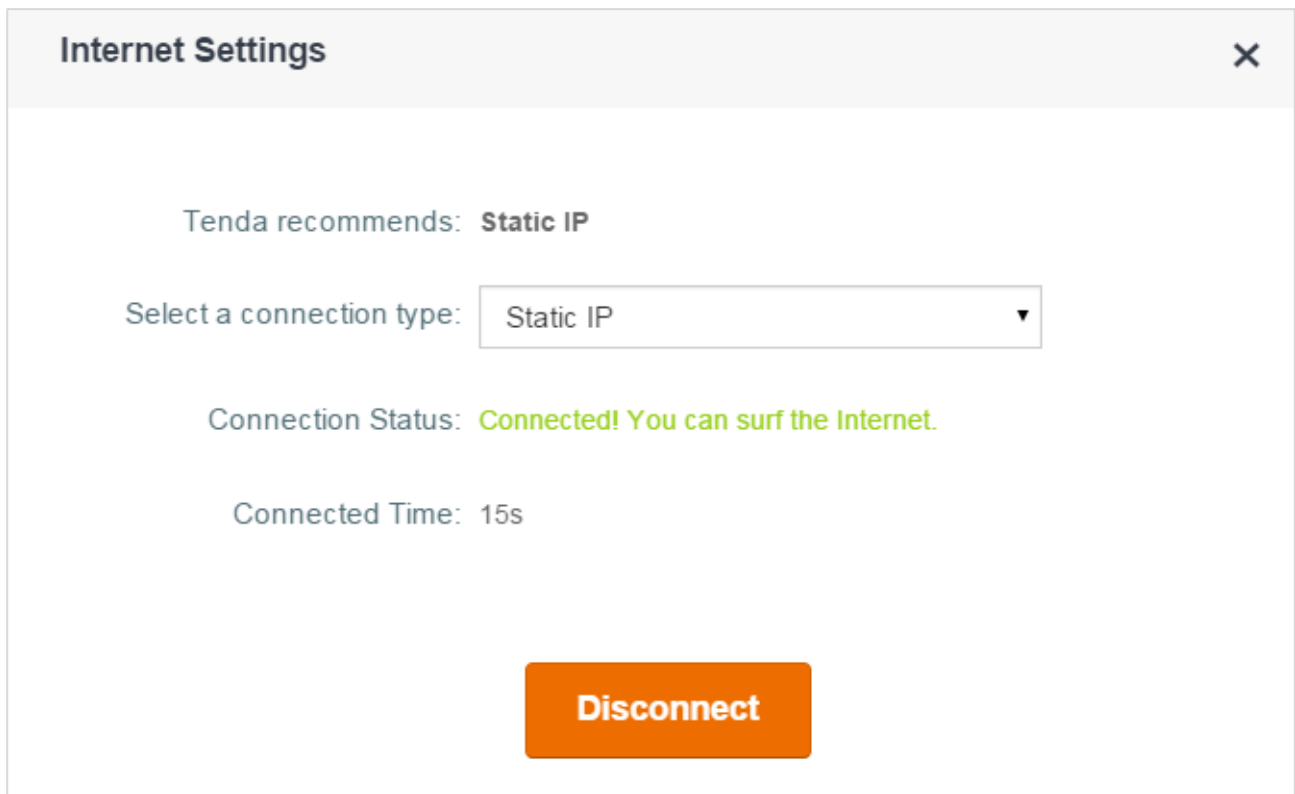 Internet Settings
Tenda recommends: Static IP
Select a connection type: Static IP
Connection Status: Connected! You can surf the Internet.
Connected Time: 15s
Disconnect